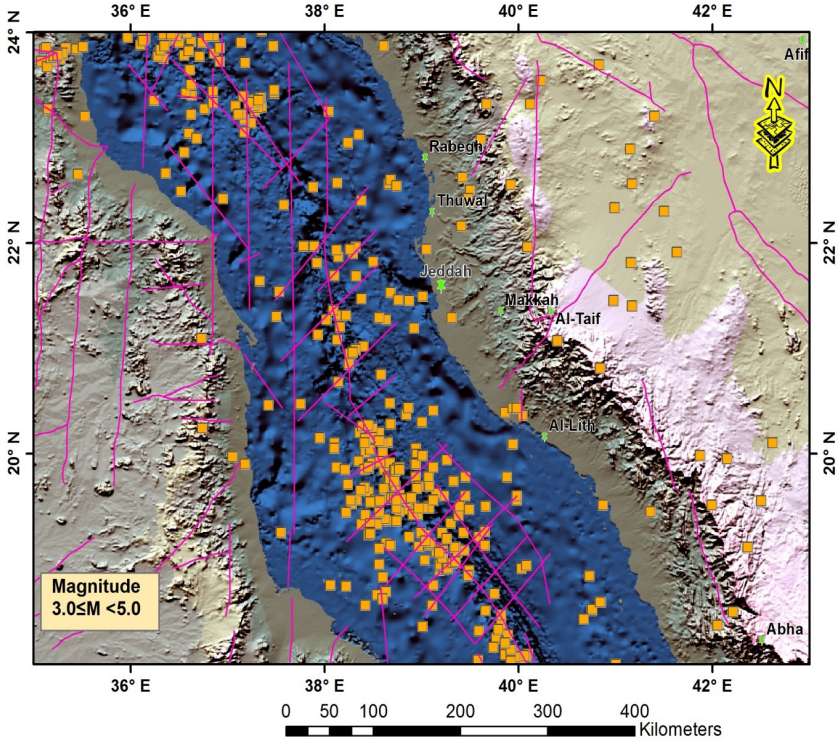 36° E 38° E 40° E 42° E
24° N
Afif
N
Rabegh
Thuwal
22° N
22° N
Jeddah
Makkah
Al-Taif
Al-Lith
20° N
20° N
Magnitude
3.0≤M <5.0
Abha
36° E 38° E 40° E 42° E
0 50 100 200 300 400
Kilometers